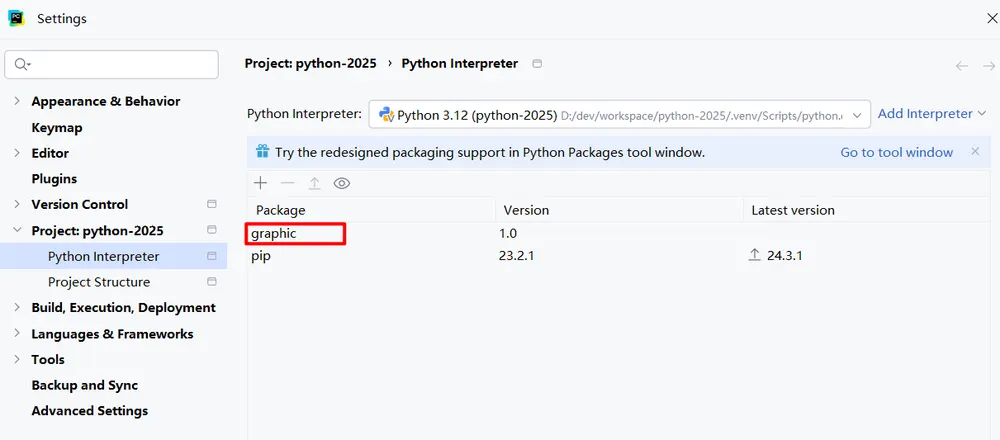 PC
Settings
Project: python-2025 › Python Interpreter
Appearance & Behavior
Keymap
Editor
Plugins
Version Control
Project: python-2025
Python Interpreter
Project Structure
Build, Execution, Deployment
Languages & Frameworks
Tools
Backup and Sync
Advanced Settings
Python Interpreter: Python 3.12 (python-2025) D:/dev/workspace/python-2025/.venv/Scripts/python.e Add Interpreter
Try the redesigned packaging support in Python Packages tool window. Go to tool window
Package Version Latest version
graphic 1.0
pip 23.2.1 24.3.1